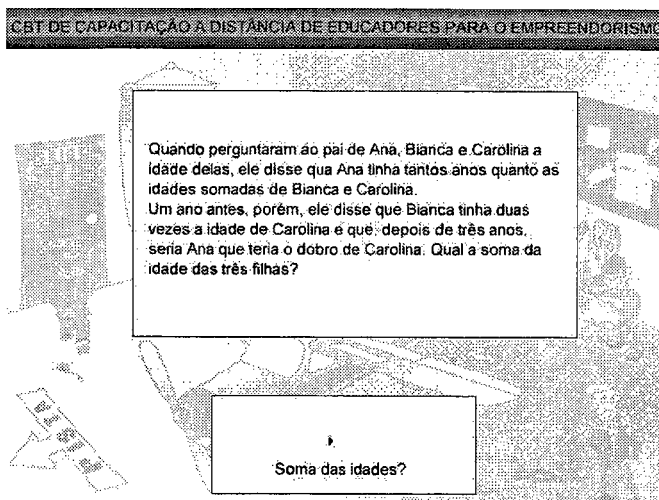 CBT DE CAPACITAÇÃO A DISTÂNCIA DE EDUCADORES PARA O EMPREENDORISMO
Quando perguntaram ao pai de Ana, Bianca e Carolina a
idade delas, ele disse qua Ana tinha tantos anos quanto as
idades somadas de Bianca e Carolina.
Um ano antes, porém, ele disse que Bianca tinha duas
vezes a idade de Carolina e que, depois de três anos,
seria Ana que teria o dobro de Carolina. Qual a soma da
idade das três filhas?
PISTA
Soma das idades?